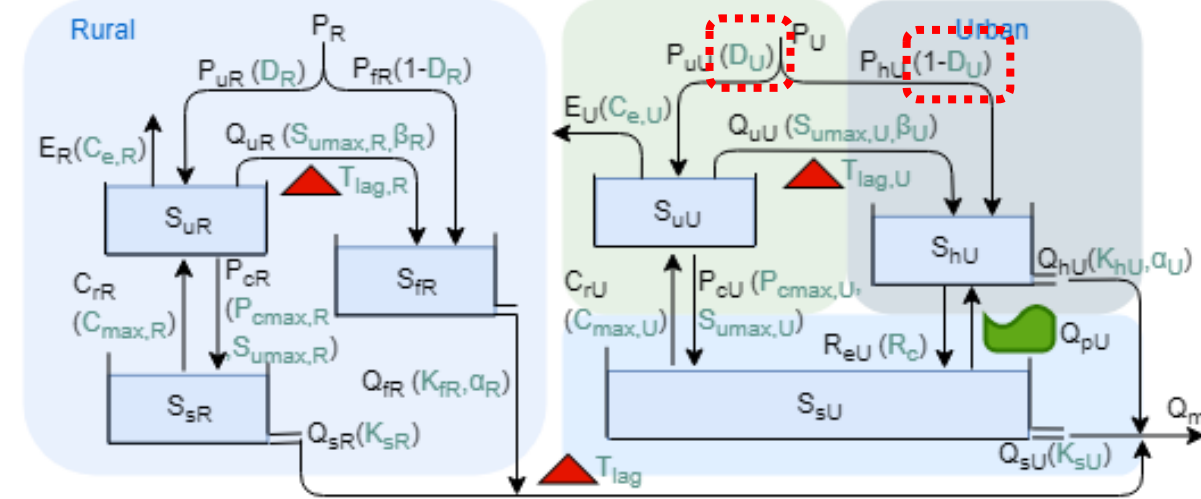 Rural
Urban
P_R
P_U
P_uR (D_R)
P_fR(1-D_R)
P_uU (D_U)
P_hU (1-D_U)
E_R(C_e,R)
Q_uR (S_umax,R,β_R)
E_U(C_e,U)
Q_uU (S_umax,U,β_U)
T_lag,R
T_lag,U
S_uR
S_uU
S_fR
S_hU
Q_hU(K_hU,α_U)
C_rR
(C_max,R)
P_cR
(P_cmax,R
,S_umax,R)
C_rU
(C_max,U)
P_cU (P_cmax,U,
S_umax,U)
R_eU (R_c)
Q_pU
Q_fR (K_fR,α_R)
S_sR
S_sU
Q_sR(K_sR)
Q_sU(K_sU)
T_lag